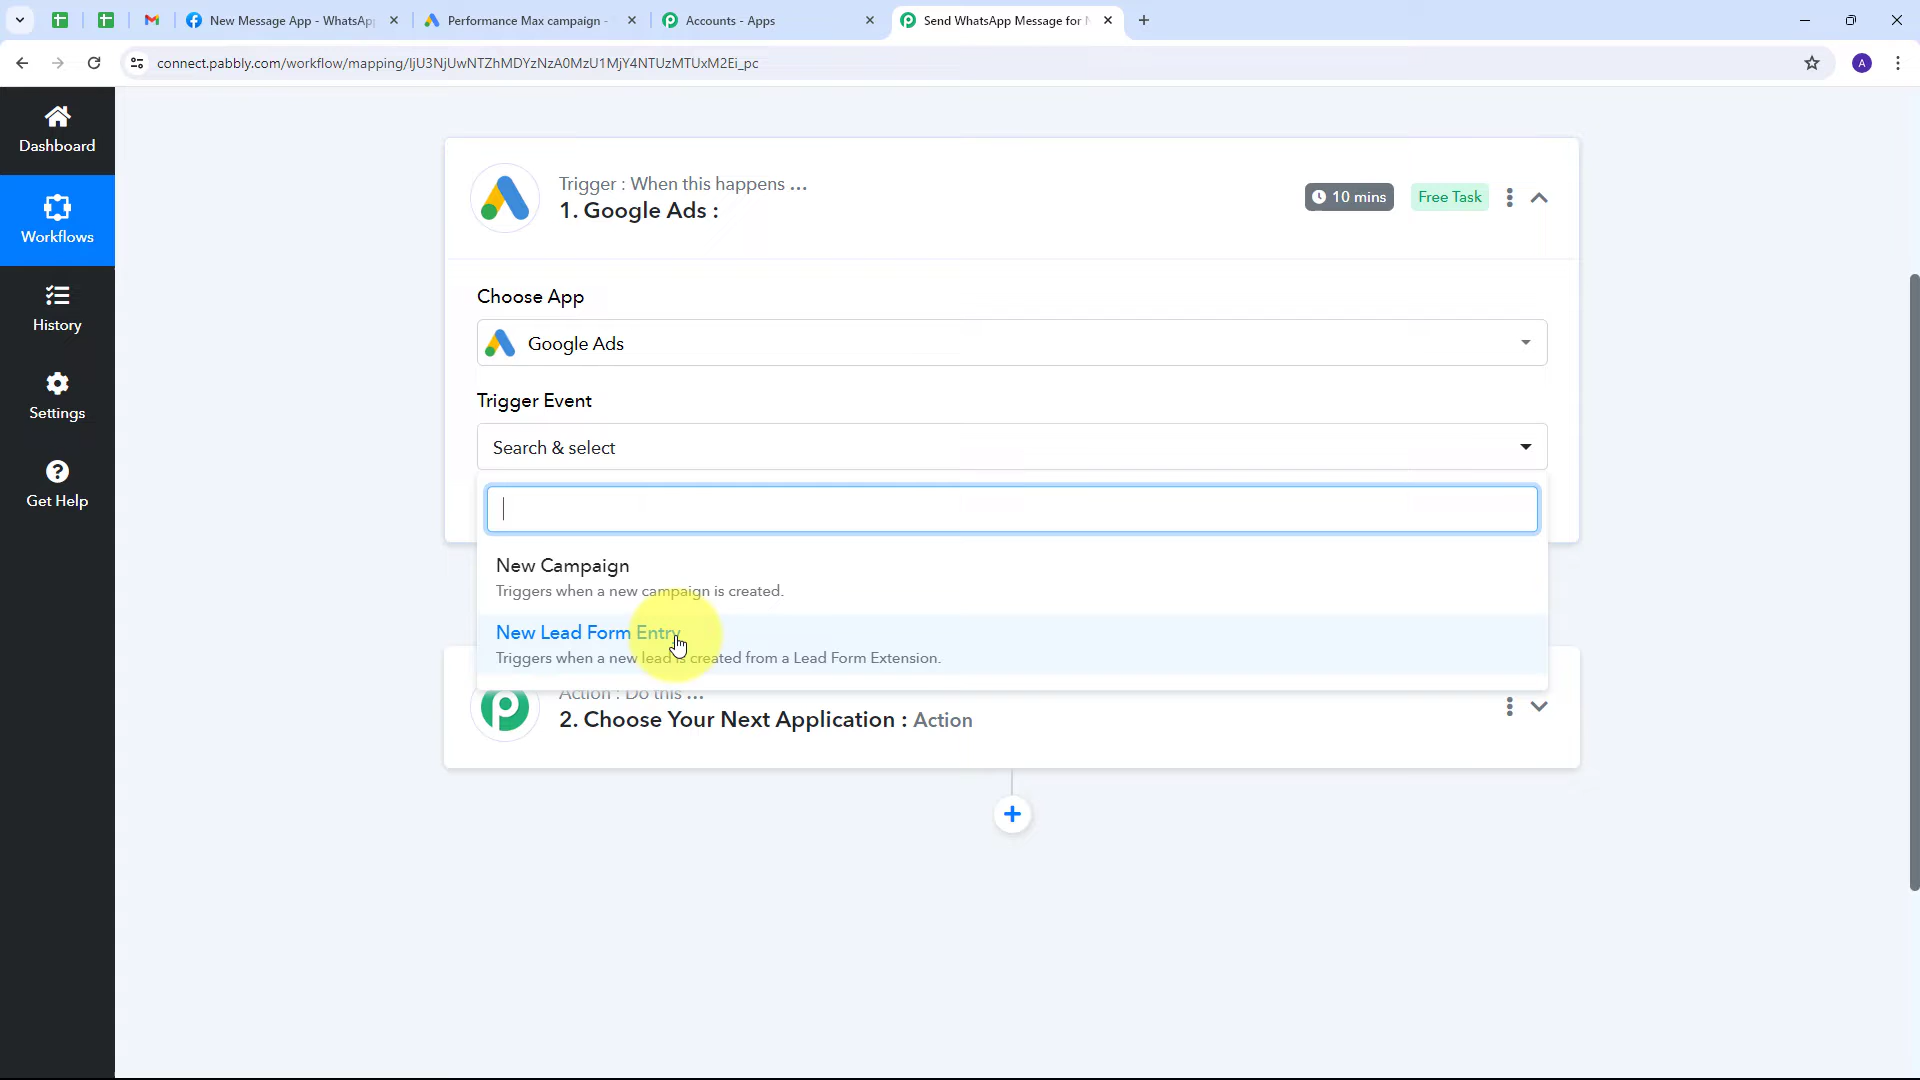 New Message App - WhatsAp
Performance Max campaign -
Accounts - Apps
Send WhatsApp Message for N
connect.pabbly.com/workflow/mapping/IjU3NjUwNTZhMDYzNzA0MzU1MjY4NTUzMTUxM2Ei_pc
A
Dashboard
Workflows
History
Settings
Get Help
Trigger : When this happens ...
1. Google Ads :
10 mins
Free Task
Choose App
Google Ads
Trigger Event
Search & select
New Campaign
Triggers when a new campaign is created.
New Lead Form Entry
Triggers when a new lead is created from a Lead Form Extension.
Action : Do this ...
2. Choose Your Next Application : Action